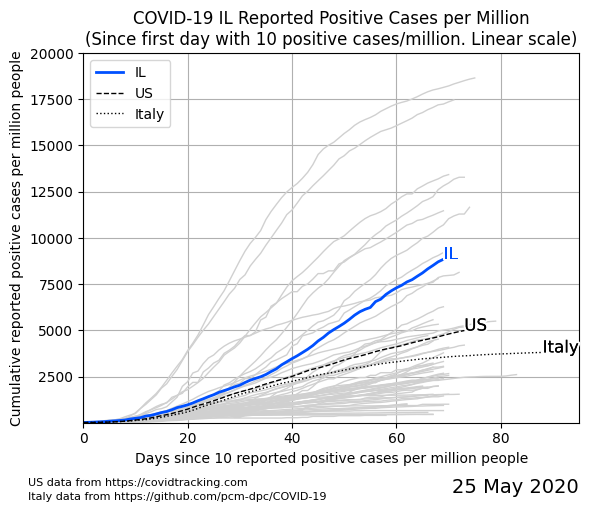 COVID-19 IL Reported Positive Cases per Million
(Since first day with 10 positive cases/million. Linear scale)
Cumulative reported positive cases per million people
20000
17500
15000
12500
10000
7500
5000
2500
IL
US
Italy
IL
US
Italy
0
20
40
60
80
Days since 10 reported positive cases per million people
US data from https://covidtracking.com
Italy data from https://github.com/pcm-dpc/COVID-19
25 May 2020